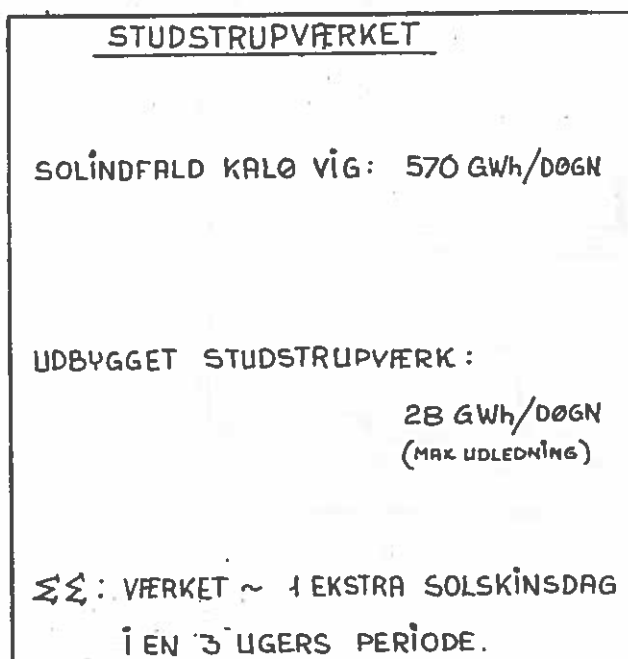 STUDSTRUPVÆRKET
SOLINDFALD KALØ VIG: 570 GWh/DØGN
UDBYGGET STUDSTRUPVÆRK:
28 GWh/DØGN
(MAX UDLEDNING)
ΣΣ: VÆRKET ~ 1 EKSTRA SOLSKINSDAG
I EN 3 UGERS PERIODE.